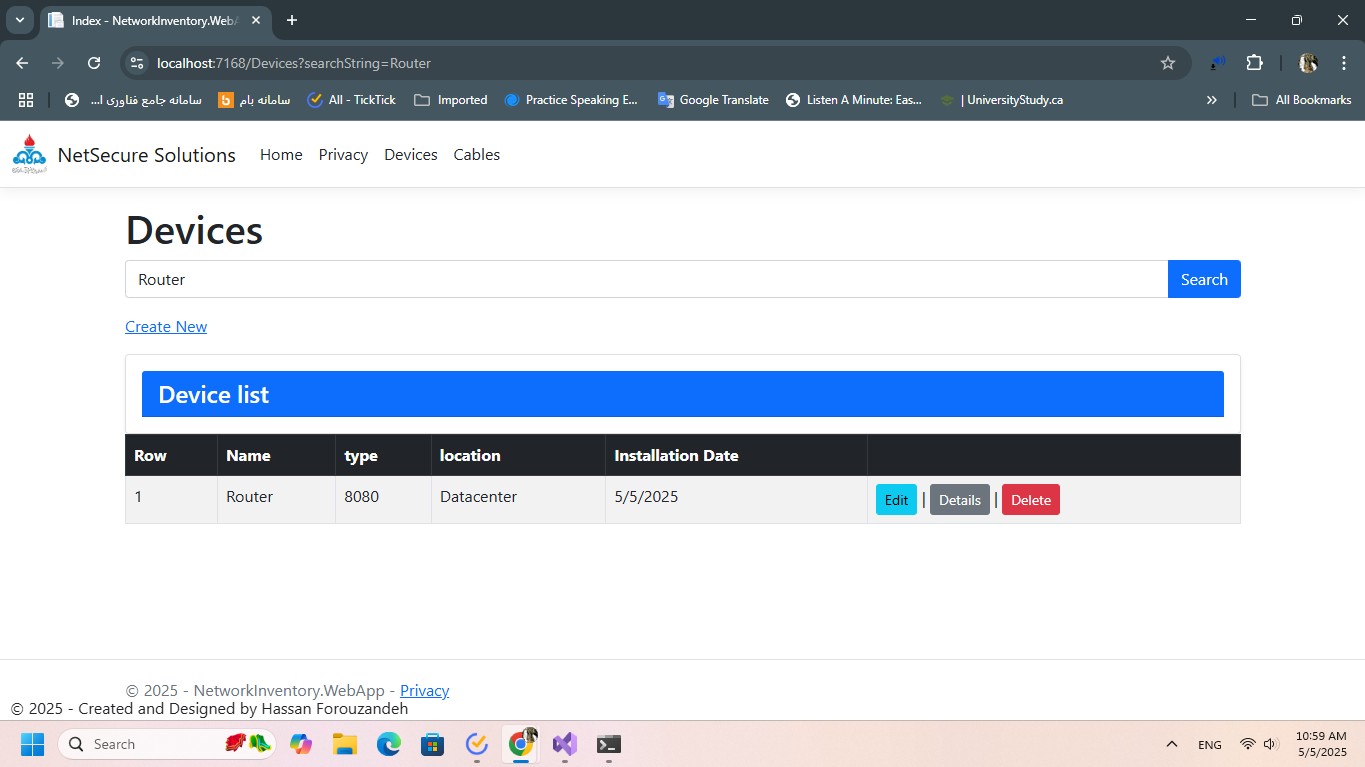 Index - NetworkInventory.WebA
localhost:7168/Devices?searchString=Router
سامانه جامع فناوری ا...
سامانه بام
All - TickTick
Imported
Practice Speaking E...
Google Translate
Listen A Minute: Eas...
| UniversityStudy.ca
All Bookmarks
NetSecure Solutions Home Privacy Devices Cables
Devices
Router Search
Create New
Device list
Row Name type location Installation Date
1 Router 8080 Datacenter 5/5/2025 Edit | Details | Delete
© 2025 - NetworkInventory.WebApp - Privacy
© 2025 - Created and Designed by Hassan Forouzandeh
Search
ENG
10:59 AM
5/5/2025